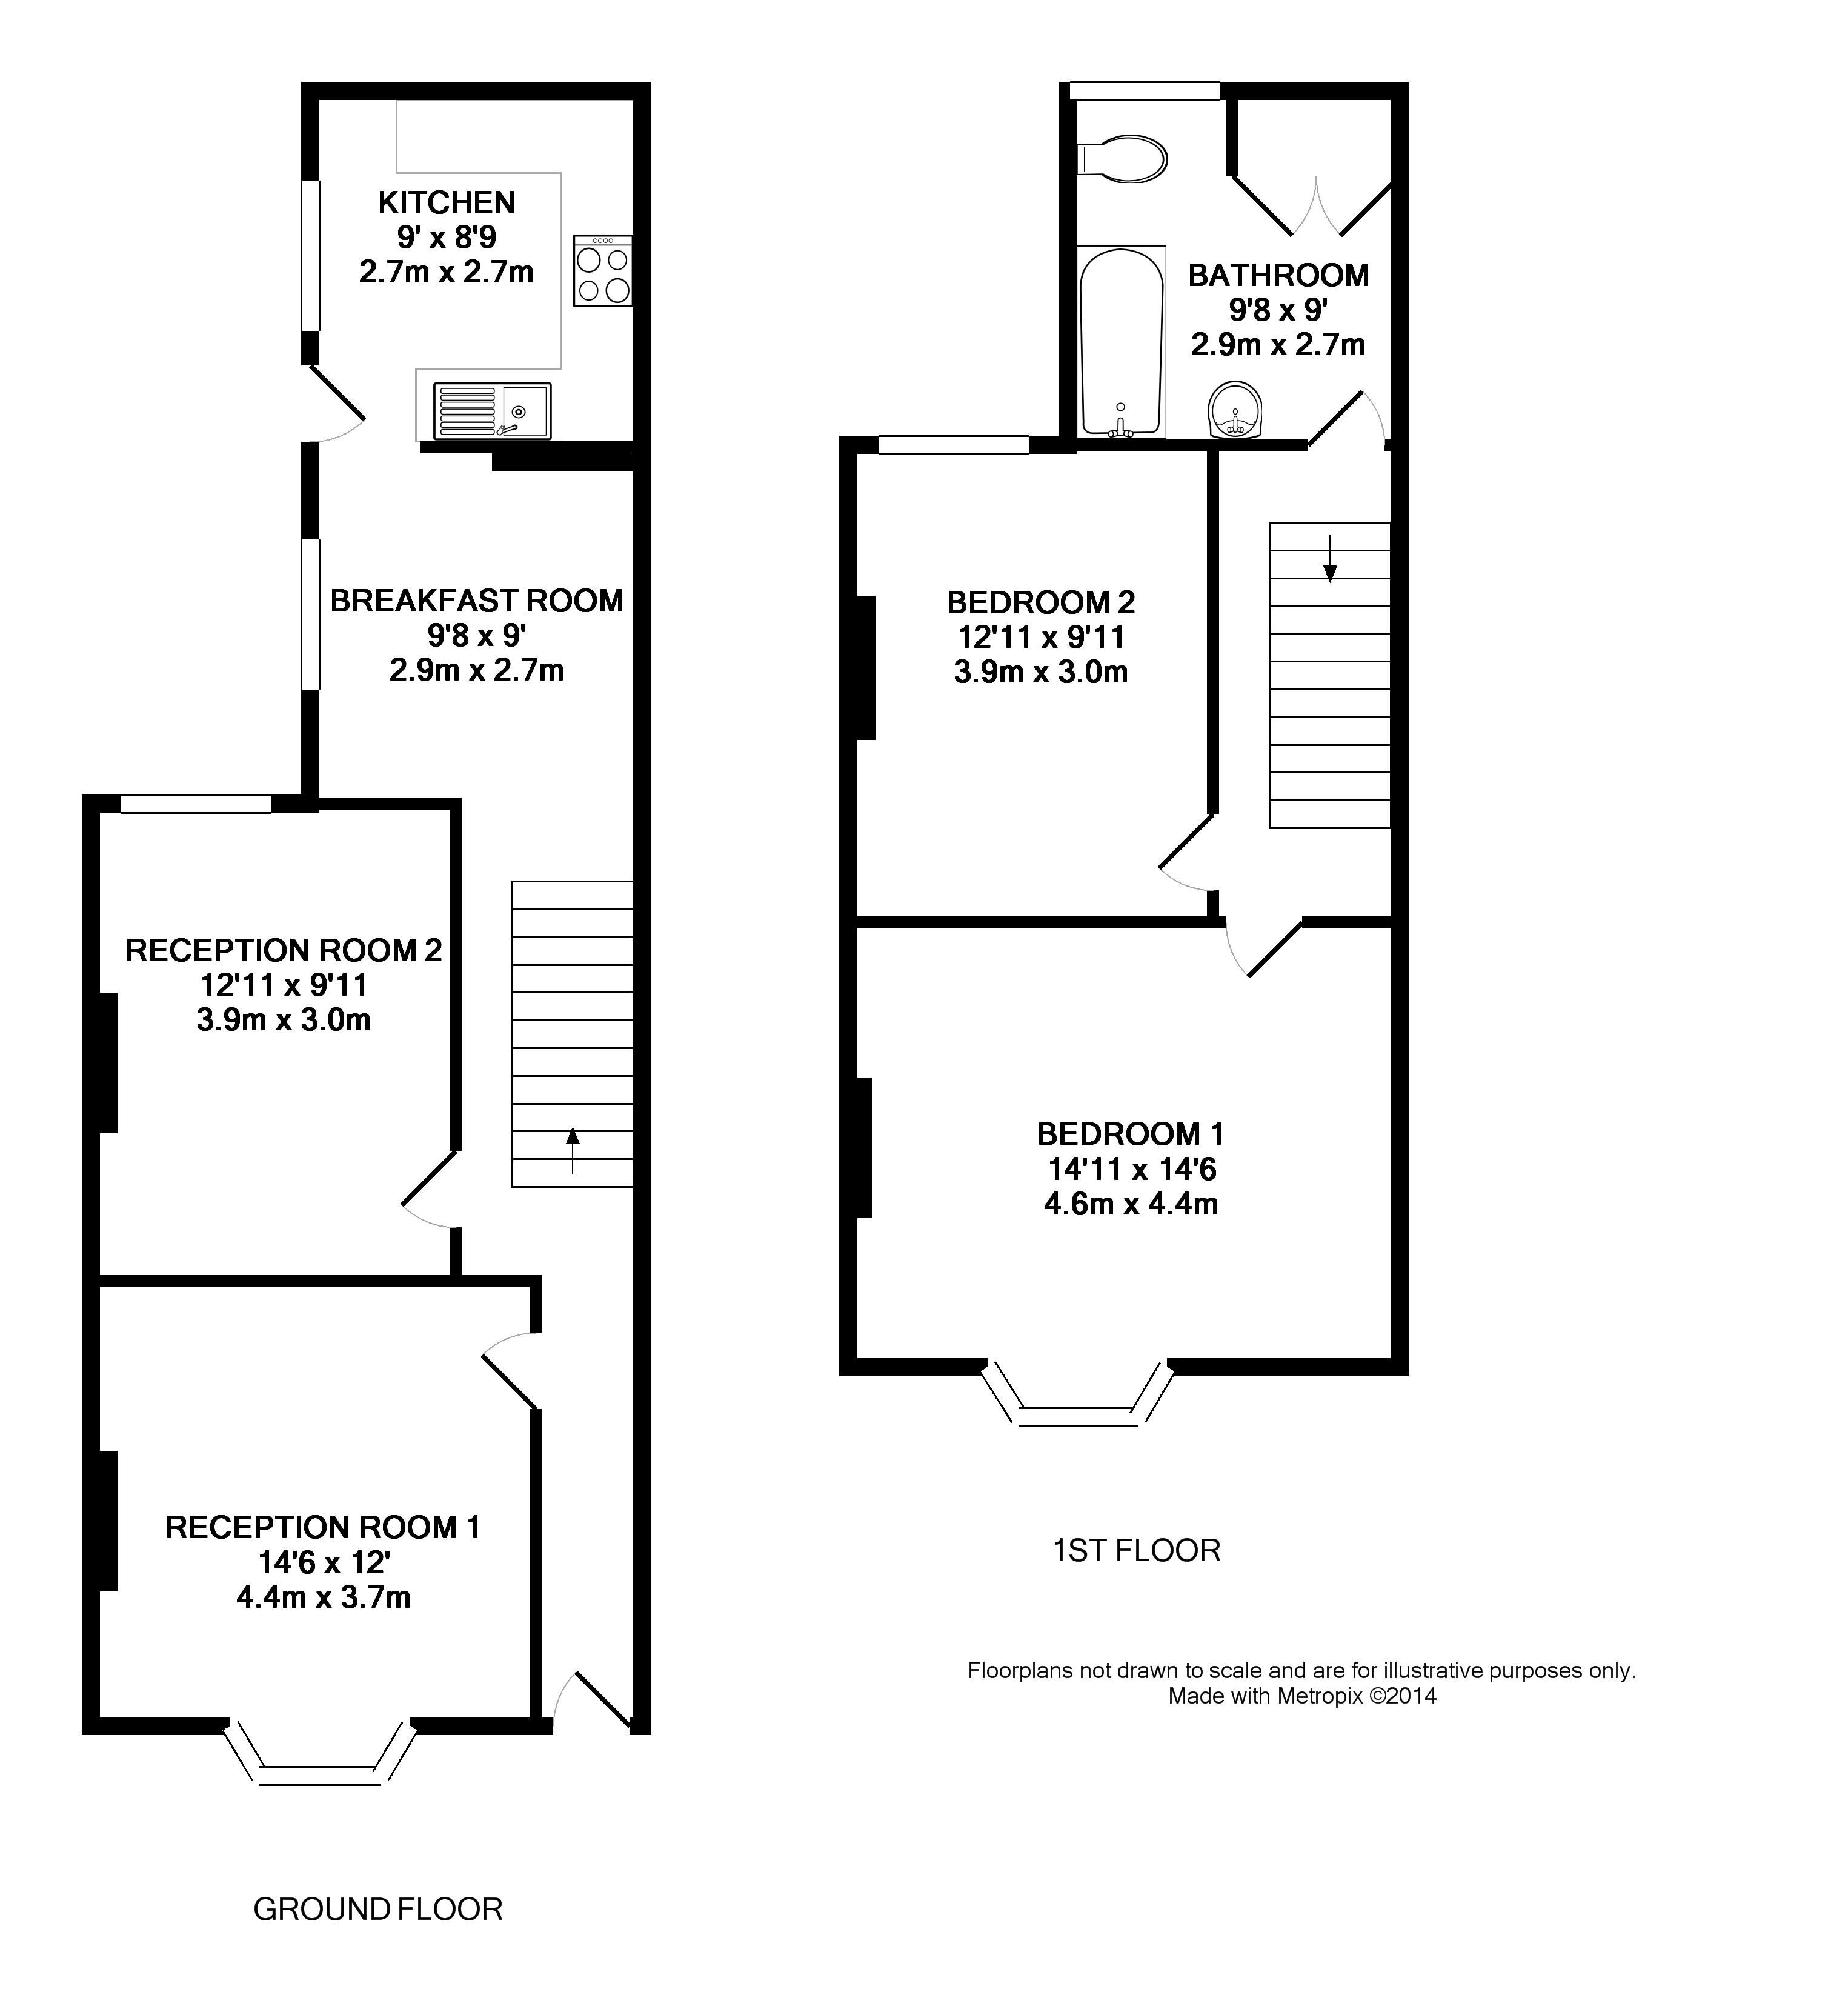 KITCHEN
9' x 8'9
2.7m x 2.7m
BREAKFAST ROOM
9'8 x 9'
2.9m x 2.7m
RECEPTION ROOM 2
12'11 x 9'11
3.9m x 3.0m
RECEPTION ROOM 1
14'6 x 12'
4.4m x 3.7m
GROUND FLOOR
BATHROOM
9'8 x 9'
2.9m x 2.7m
BEDROOM 2
12'11 x 9'11
3.9m x 3.0m
BEDROOM 1
14'11 x 14'6
4.6m x 4.4m
1ST FLOOR
Floorplans not drawn to scale and are for illustrative purposes only.
Made with Metropix ©2014